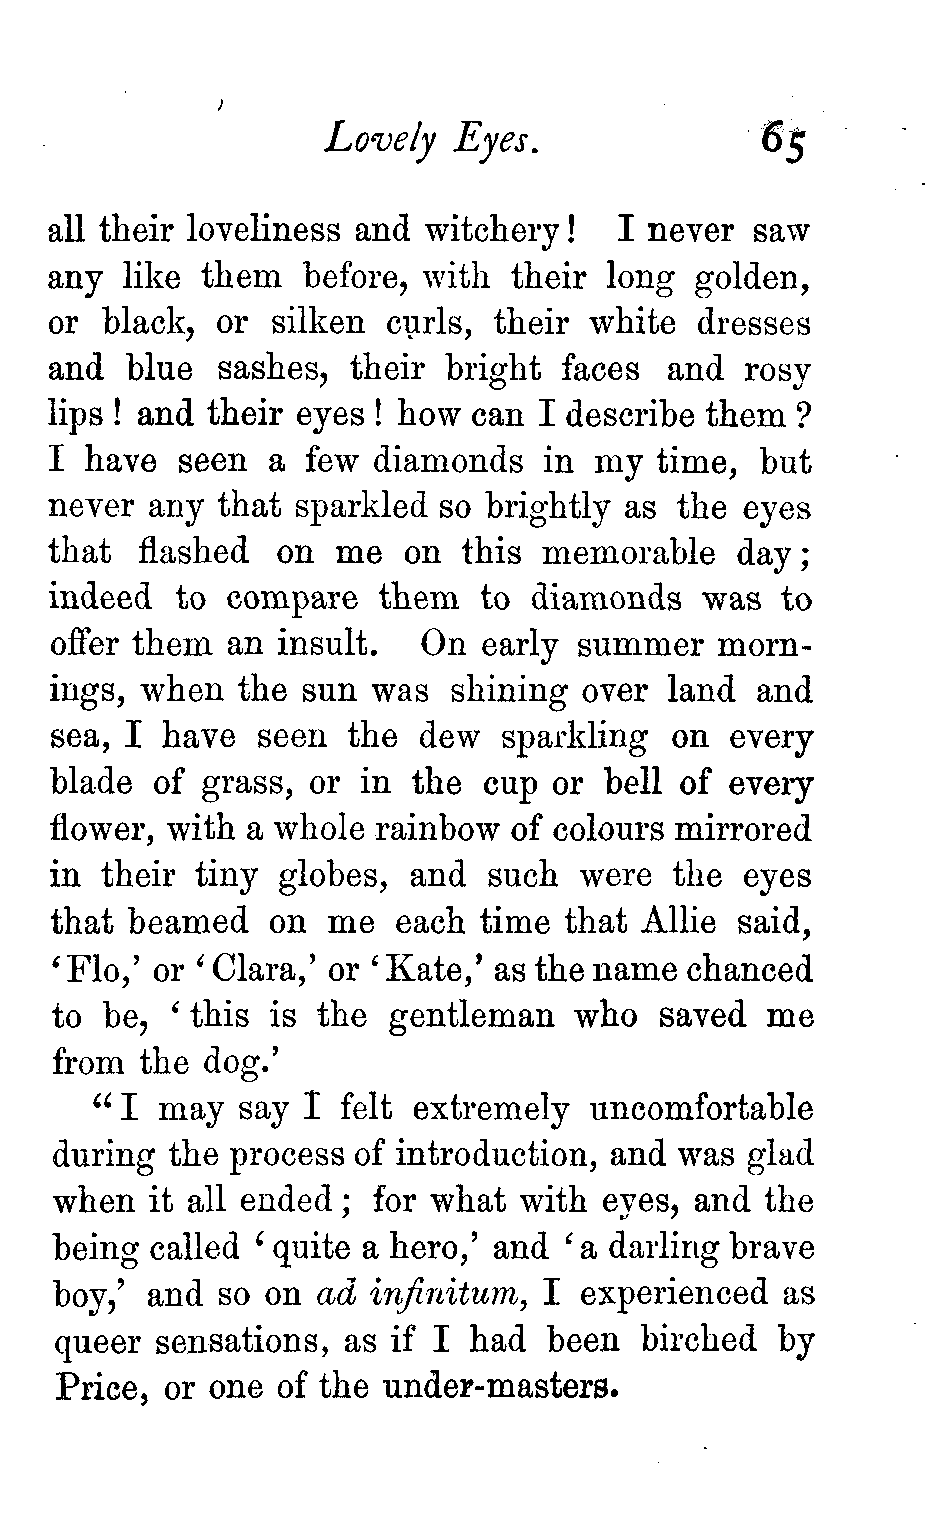 Lovely Eyes. 65
all their loveliness and witchery! I never saw
any like them before, with their long golden,
or black, or silken curls, their white dresses
and blue sashes, their bright faces and rosy
lips! and their eyes! how can I describe them?
I have seen a few diamonds in my time, but
never any that sparkled so brightly as the eyes
that flashed on me on this memorable day;
indeed to compare them to diamonds was to
offer them an insult. On early summer morn-
ings, when the sun was shining over land and
sea, I have seen the dew sparkling on every
blade of grass, or in the cup or bell of every
flower, with a whole rainbow of colours mirrored
in their tiny globes, and such were the eyes
that beamed on me each time that Allie said,
‘Flo,’ or ‘Clara,’ or ‘Kate,’ as the name chanced
to be, ‘this is the gentleman who saved me
from the dog.’
“I may say I felt extremely uncomfortable
during the process of introduction, and was glad
when it all ended; for what with eyes, and the
being called ‘quite a hero,’ and ‘a darling brave
boy,’ and so on ad infinitum, I experienced as
queer sensations, as if I had been birched by
Price, or one of the under-masters.